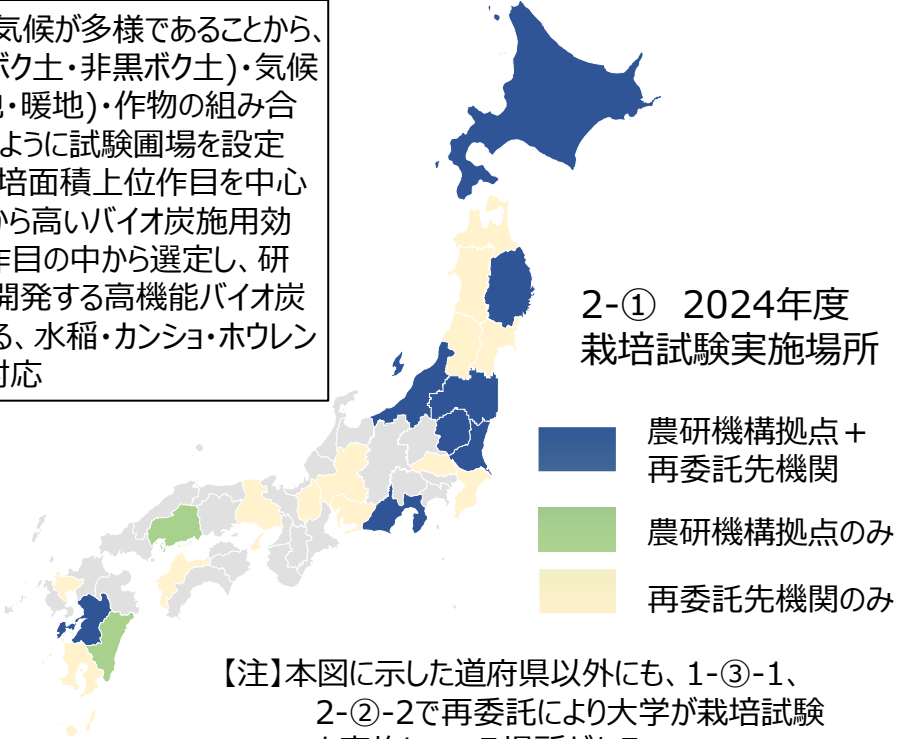 気候が多様であることから、
ボク土・非黒ボク土)・気候
・暖地)・作物の組み合
ように試験圃場を設定
培面積上位作目を中心
から高いバイオ炭施用効
作目の中から選定し、研
開発する高機能バイオ炭
る、水稲・カンショ・ホウレン
対応
2-① 2024年度
栽培試験実施場所
農研機構拠点+
再委託先機関
農研機構拠点のみ
再委託先機関のみ
【注】本図に示した道府県以外にも、1-③-1、
2-②-2で再委託により大学が栽培試験